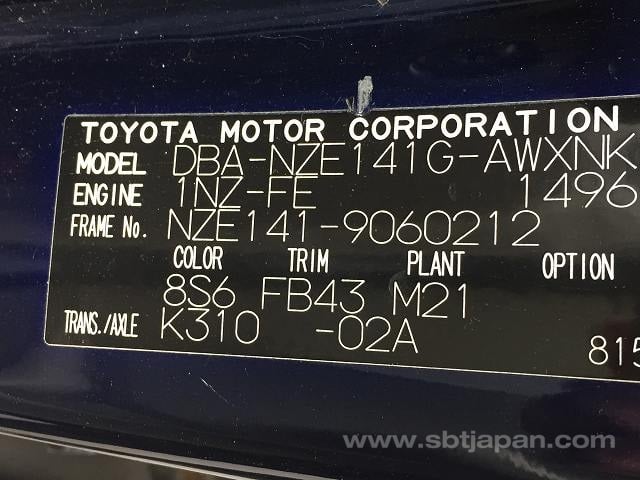 TOYOTA MOTOR CORPORATION
MODEL DBA-NZE141G-AWXNK
ENGINE 1NZ-FE 1496
FRAME No. NZE141-9060212
COLOR TRIM PLANT OPTION
8S6 FB43 M21
TRANS./AXLE K310 -02A
815
www.sbtjapan.com